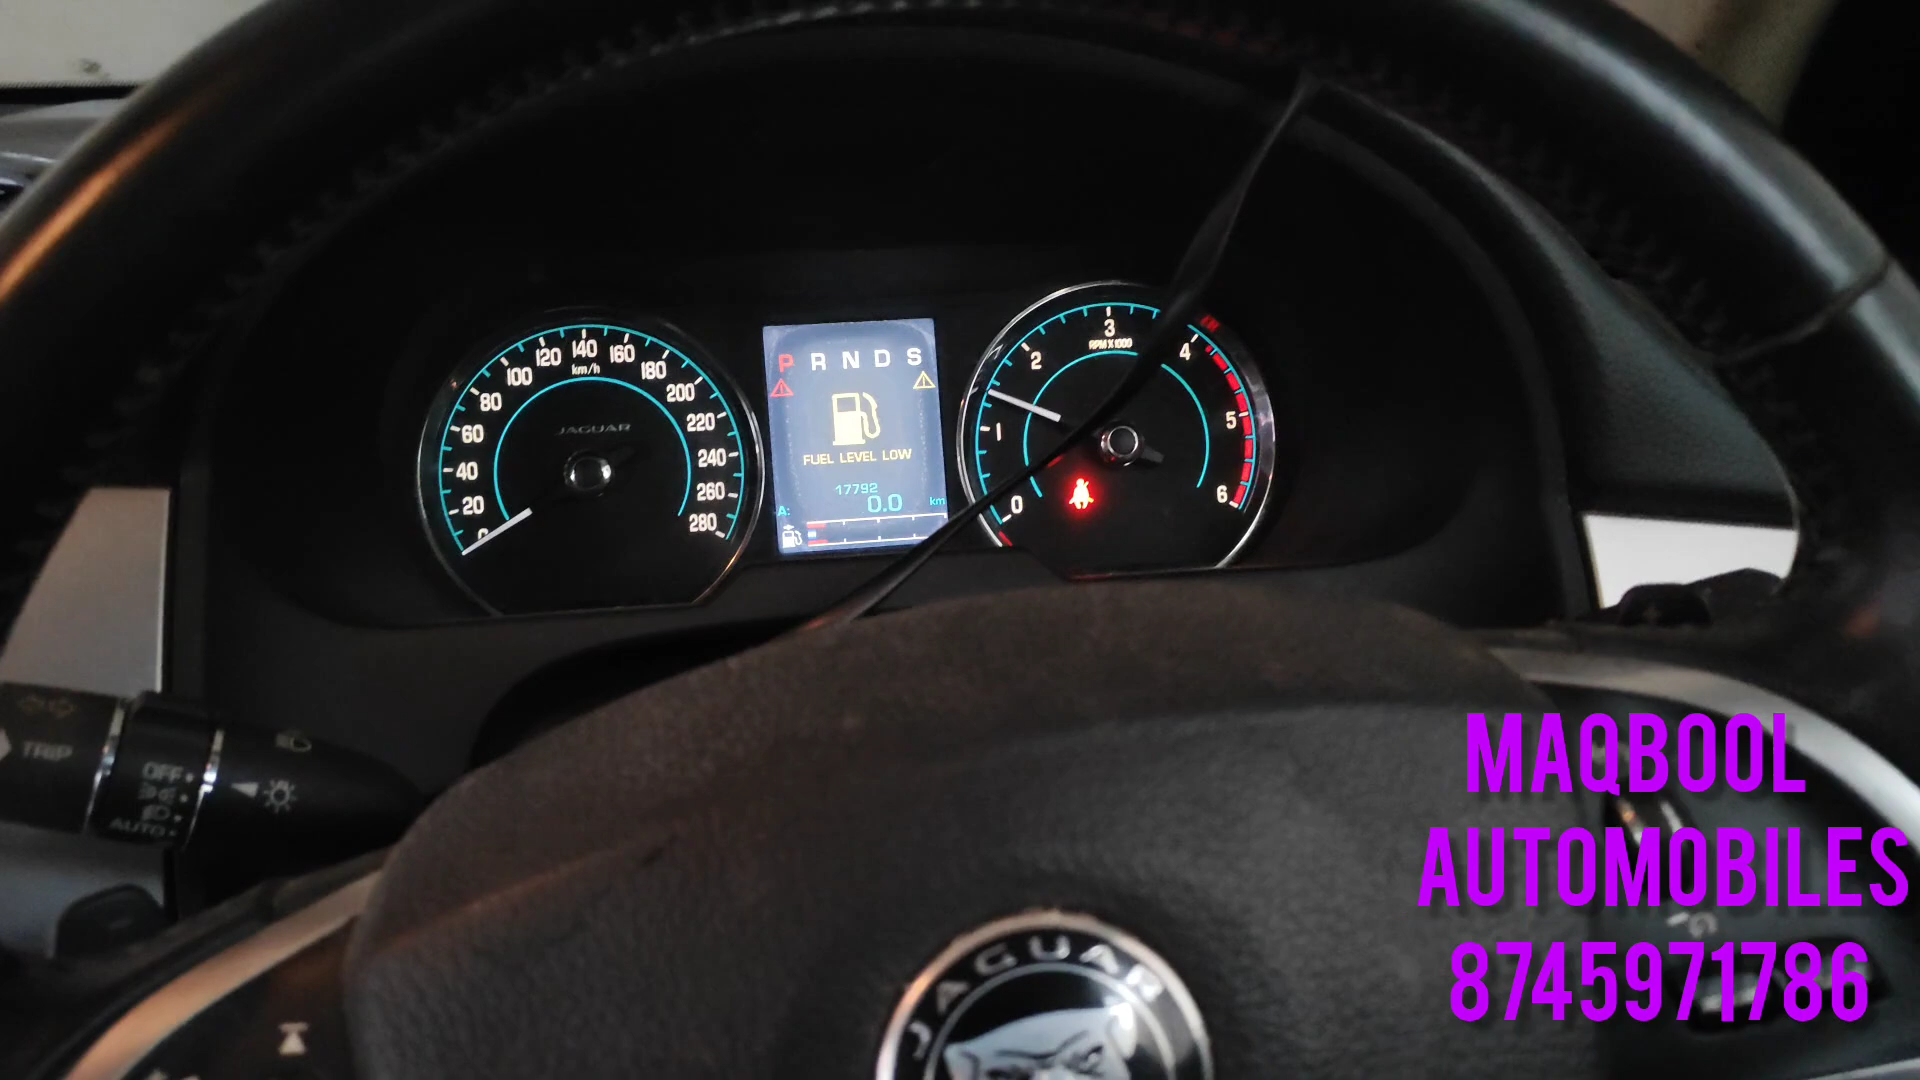 0
20
40
60
80
100
120
140
160
180
200
220
240
260
280
km/h
JAGUAR
P R N D S
FUEL LEVEL LOW
17792
A: 0.0 km
0
1
2
3
4
5
6
RPM X 1000
TRIP
OFF
AUTO
JAGUAR
MAQBOOL
AUTOMOBILES
8745971786